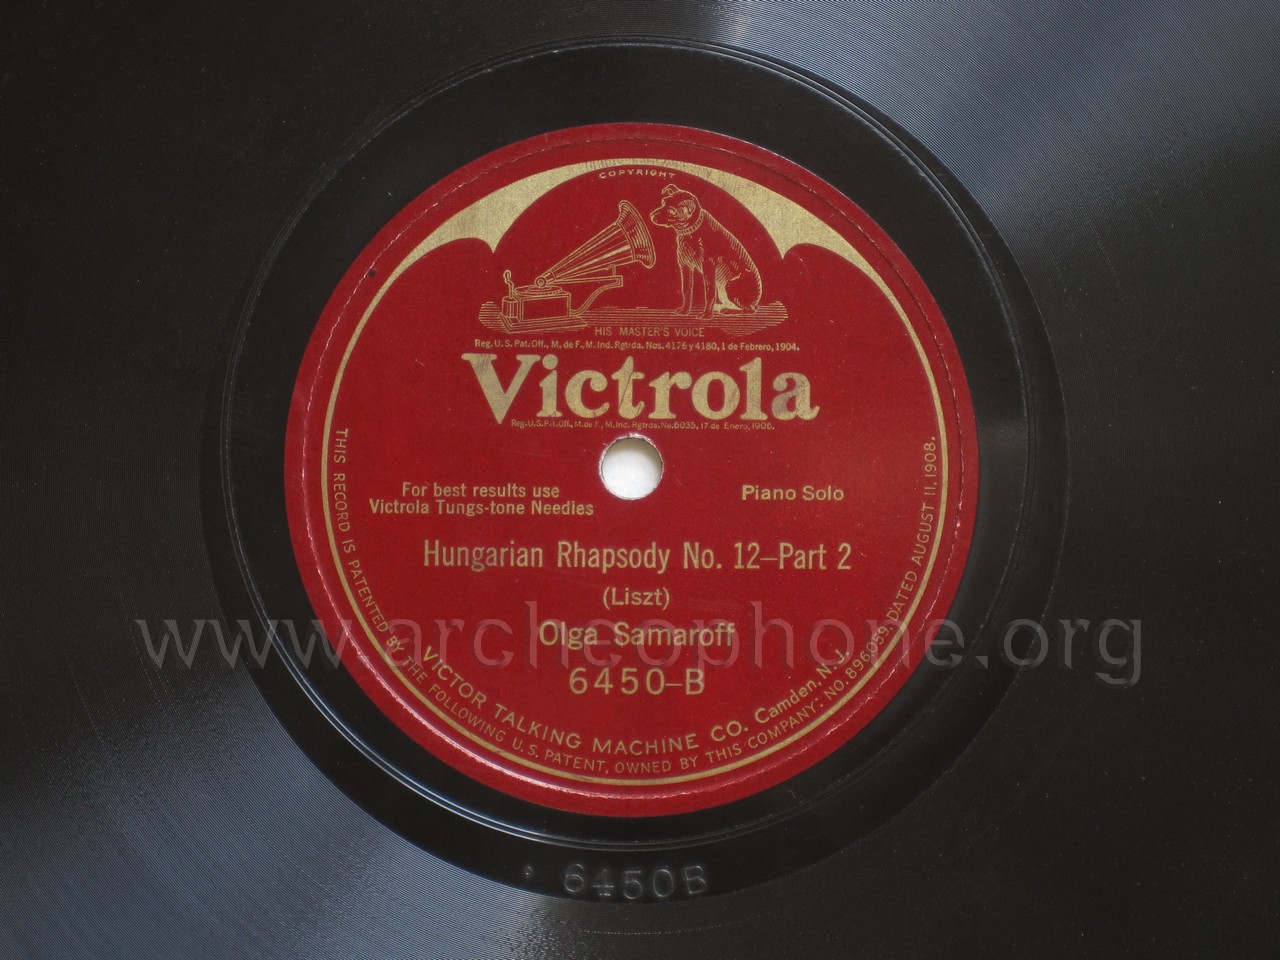 COPYRIGHT
HIS MASTER'S VOICE
Reg. U.S. Pat. Off., M. de F., M. Ind. Rgtrda. Nos. 4176 y 4180, 1 de Febrero, 1904.
Victrola
Reg. U.S. Pat. Off., M. de F., M. Ind. Rgtrda. No. 6035, 17 de Enero, 1906.
For best results use
Victrola Tungs-tone Needles
Piano Solo
Hungarian Rhapsody No. 12–Part 2
(Liszt)
Olga Samaroff
6450–B
VICTOR TALKING MACHINE CO. Camden, N.J.
THIS RECORD IS PATENTED BY THE FOLLOWING U.S. PATENT, OWNED BY THIS COMPANY: NO. 896,059, DATED AUGUST 11, 1908.
www.archeophone.org
6450B